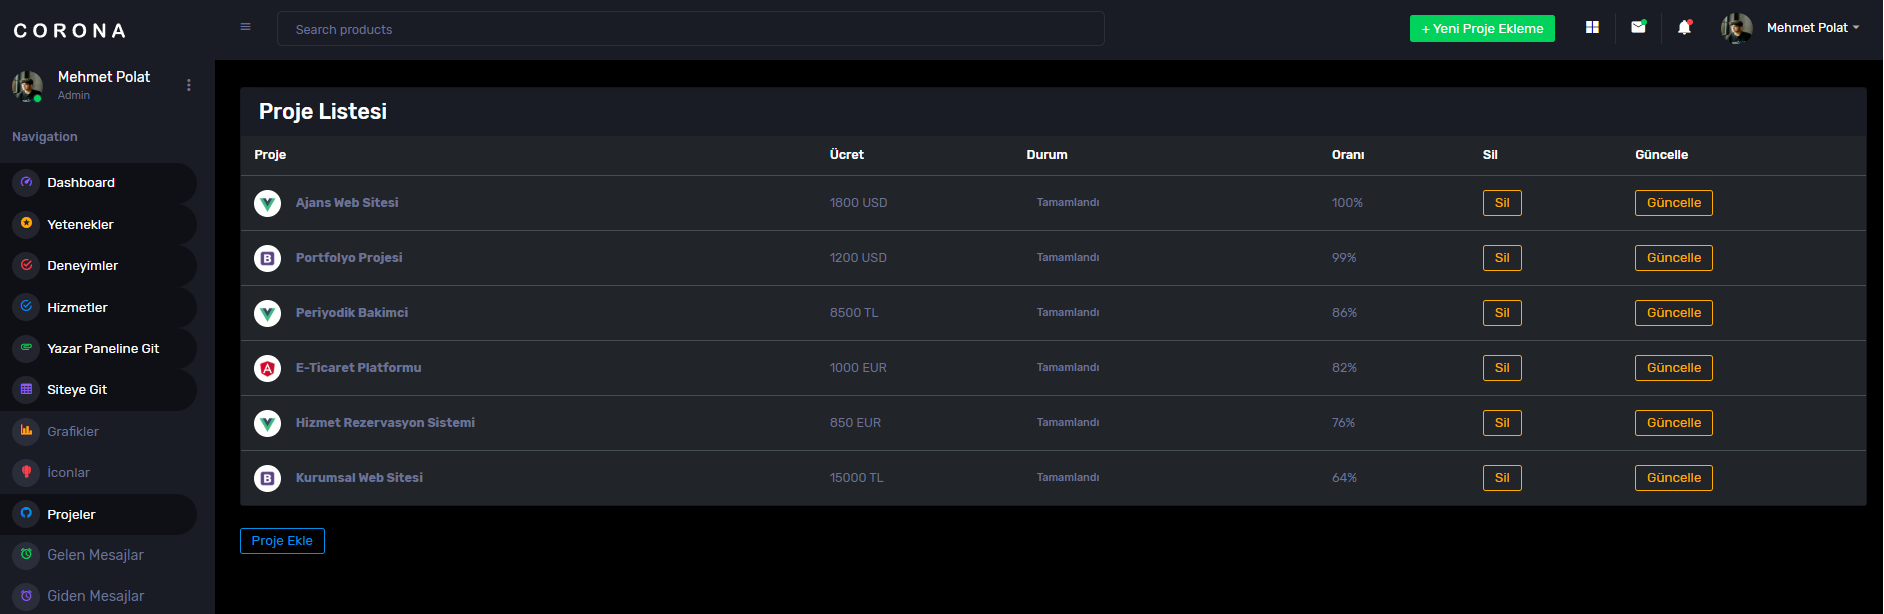 CORONA
Search products
+ Yeni Proje Ekleme
Mehmet Polat
Mehmet Polat
Admin
Navigation
Dashboard
Yetenekler
Deneyimler
Hizmetler
Yazar Paneline Git
Siteye Git
Grafikler
İconlar
Projeler
Gelen Mesajlar
Giden Mesajlar
Proje Listesi
Proje Ücret Durum Oranı Sil Güncelle
Ajans Web Sitesi 1800 USD Tamamlandı 100% Sil Güncelle
Portfolyo Projesi 1200 USD Tamamlandı 99% Sil Güncelle
Periyodik Bakimci 8500 TL Tamamlandı 86% Sil Güncelle
E-Ticaret Platformu 1000 EUR Tamamlandı 82% Sil Güncelle
Hizmet Rezervasyon Sistemi 850 EUR Tamamlandı 76% Sil Güncelle
Kurumsal Web Sitesi 15000 TL Tamamlandı 64% Sil Güncelle
Proje Ekle